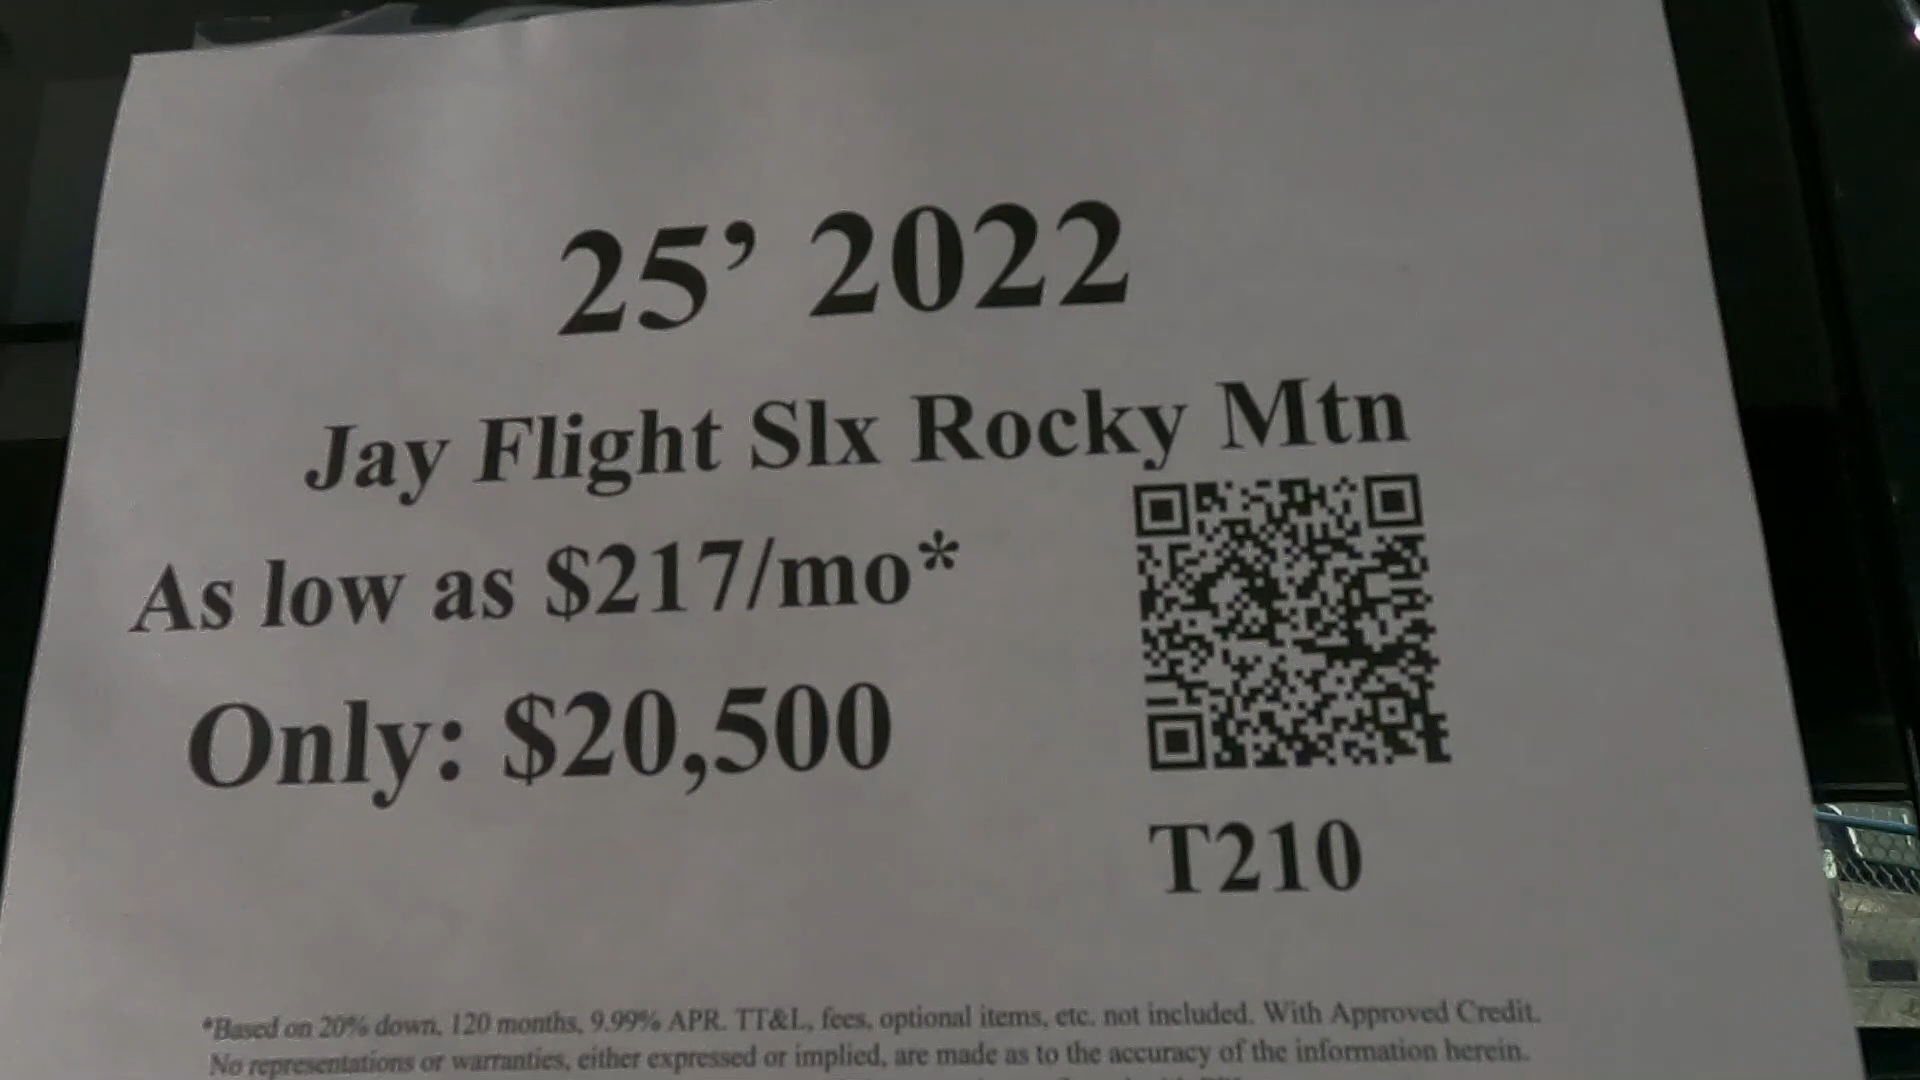 25’ 2022
Jay Flight Slx Rocky Mtn
As low as $217/mo*
Only: $20,500
T210
*Based on 20% down, 120 months, 9.99% APR. TT&L, fees, optional items, etc. not included. With Approved Credit.
No representations or warranties, either expressed or implied, are made as to the accuracy of the information herein.